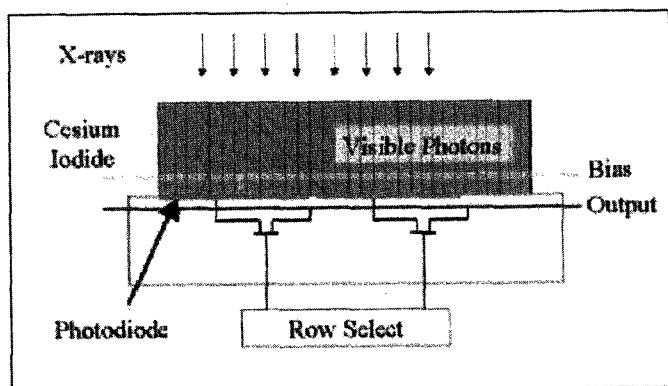 X-rays
Cesium
Iodide
Visible Photons
Bias
Output
Photodiode
Row Select